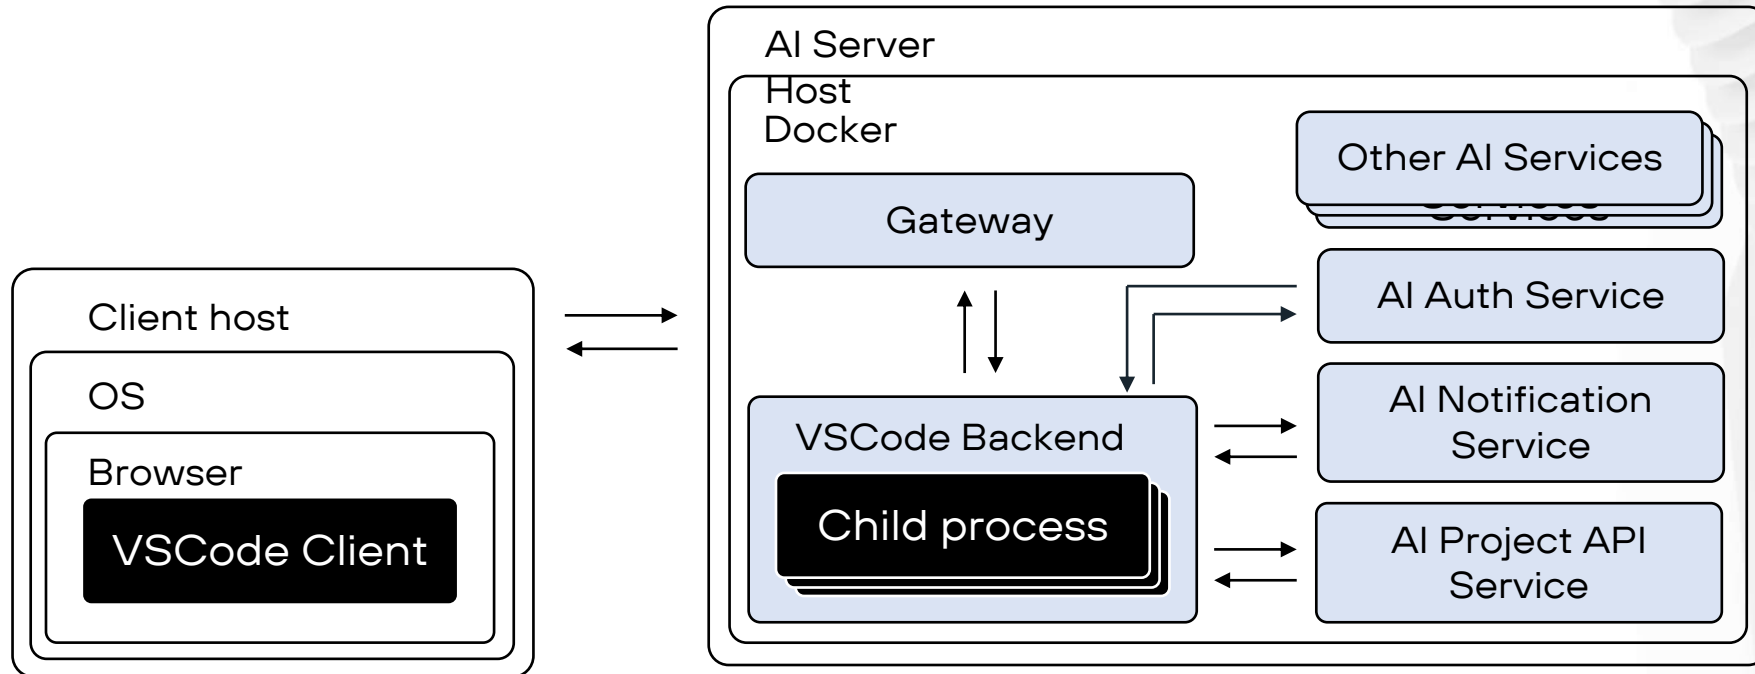 Client host
OS
Browser
VSCode Client
AI Server
Host
Docker
Gateway
VSCode Backend
Child process
Other AI Services
Services
AI Auth Service
AI Notification
Service
AI Project API
Service